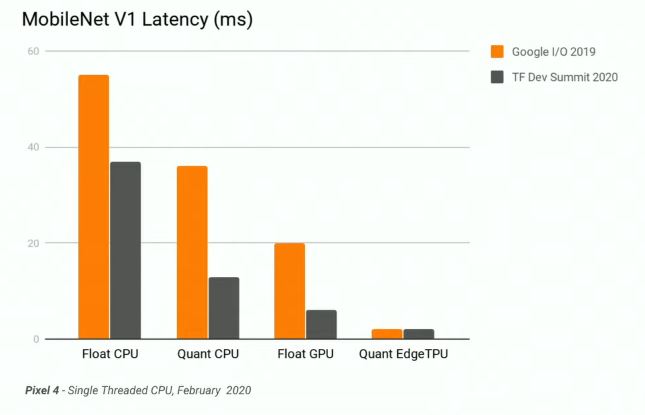 MobileNet V1 Latency (ms)
Google I/O 2019
TF Dev Summit 2020
60
40
20
0
Float CPU
Quant CPU
Float GPU
Quant EdgeTPU
Pixel 4 - Single Threaded CPU, February 2020